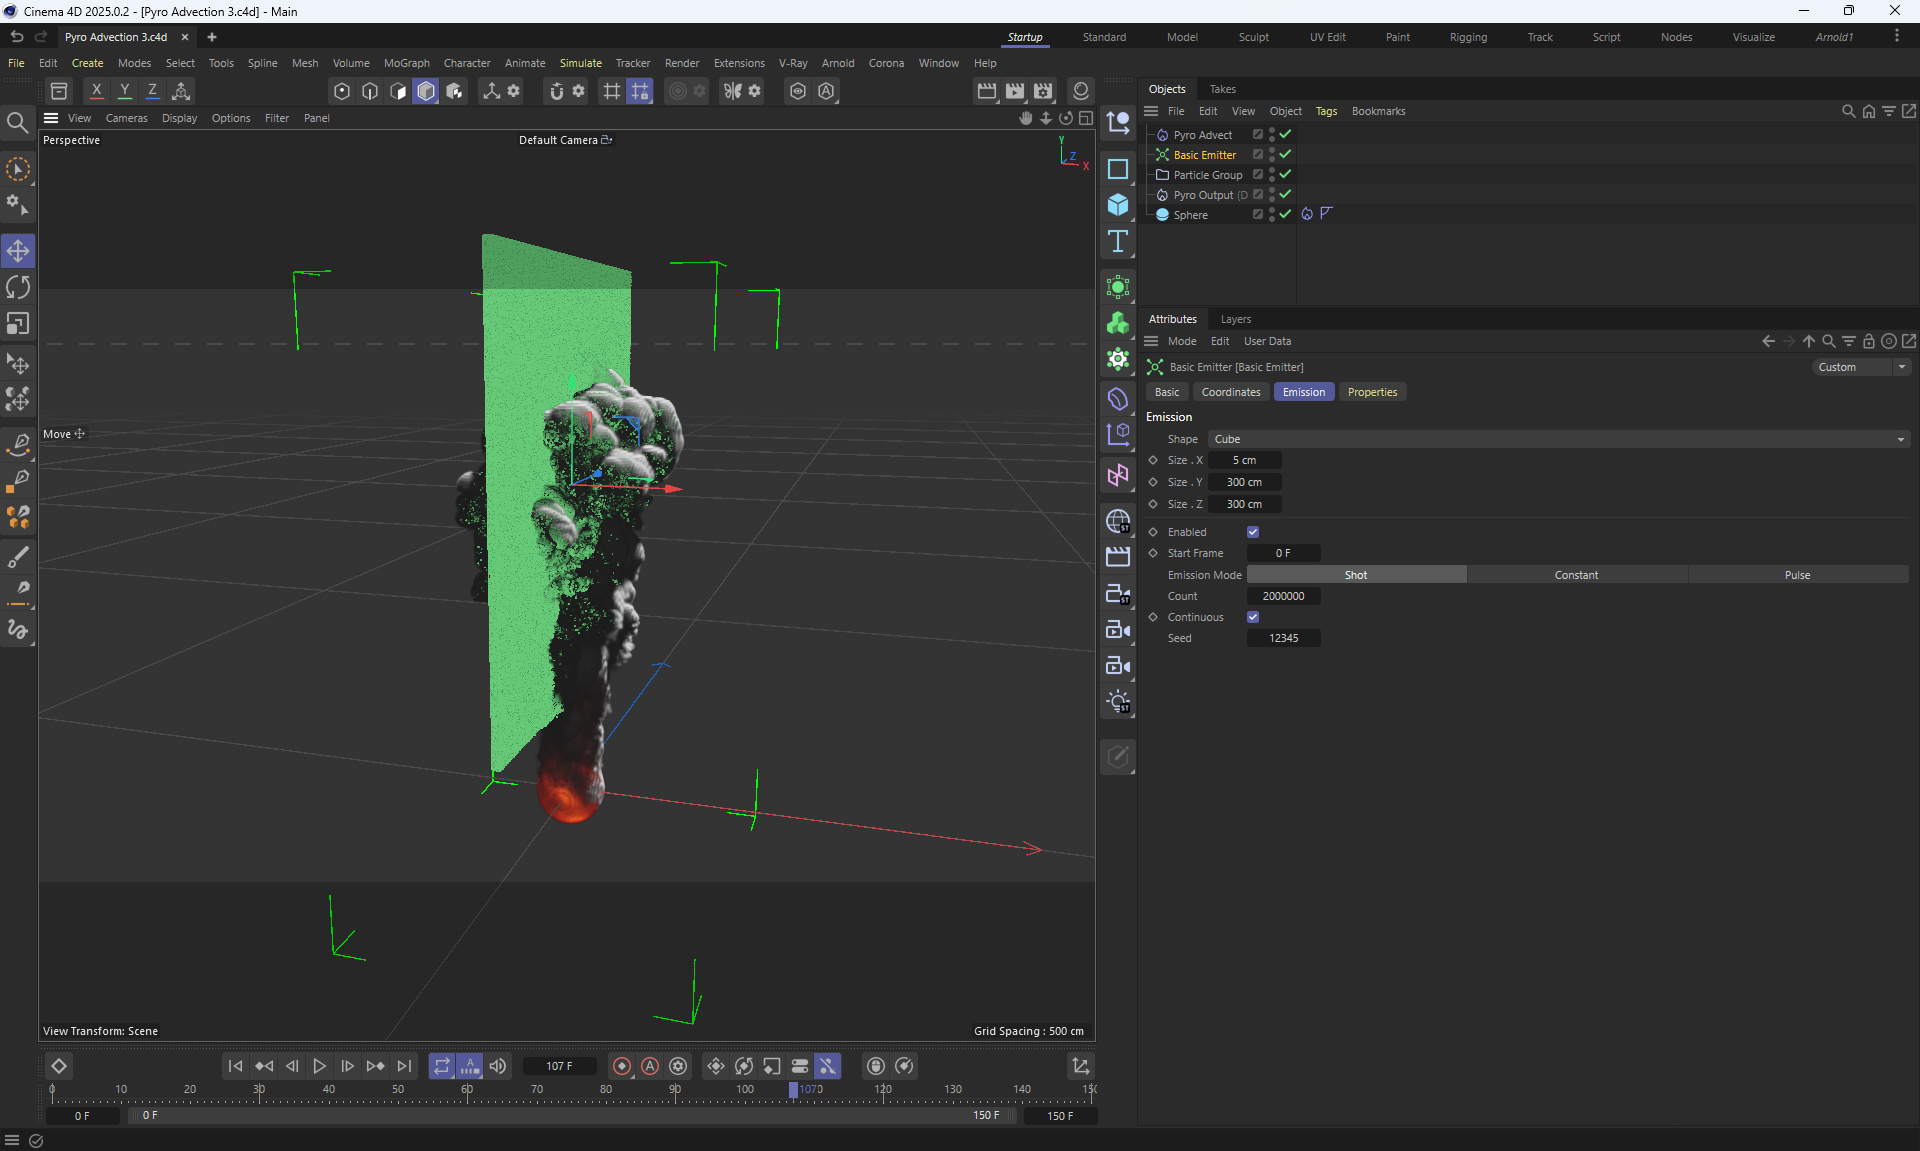 Cinema 4D 2025.0.2 - [Pyro Advection 3.c4d] - Main
Pyro Advection 3.c4d
Startup Standard Model Sculpt UV Edit Paint Rigging Track Script Nodes Visualize Arnold1
File Edit Create Modes Select Tools Spline Mesh Volume MoGraph Character Animate Simulate Tracker Render Extensions V-Ray Arnold Corona Window Help
X Y Z
View Cameras Display Options Filter Panel
Perspective
Default Camera
Y
Z
X
Move
View Transform: Scene
Grid Spacing : 500 cm
Objects Takes
File Edit View Object Tags Bookmarks
Pyro Advect
Basic Emitter
Particle Group
Pyro Output (D
Sphere
Attributes Layers
Mode Edit User Data
Basic Emitter [Basic Emitter]
Custom
Basic Coordinates Emission Properties
Emission
Shape Cube
Size . X 5 cm
Size . Y 300 cm
Size . Z 300 cm
Enabled
Start Frame 0 F
Emission Mode Shot Constant Pulse
Count 2000000
Continuous
Seed 12345
ST
ST
ST
107 F
0 10 20 30 40 50 60 70 80 90 100 1070 120 130 140 150
0 F 0 F 150 F 150 F